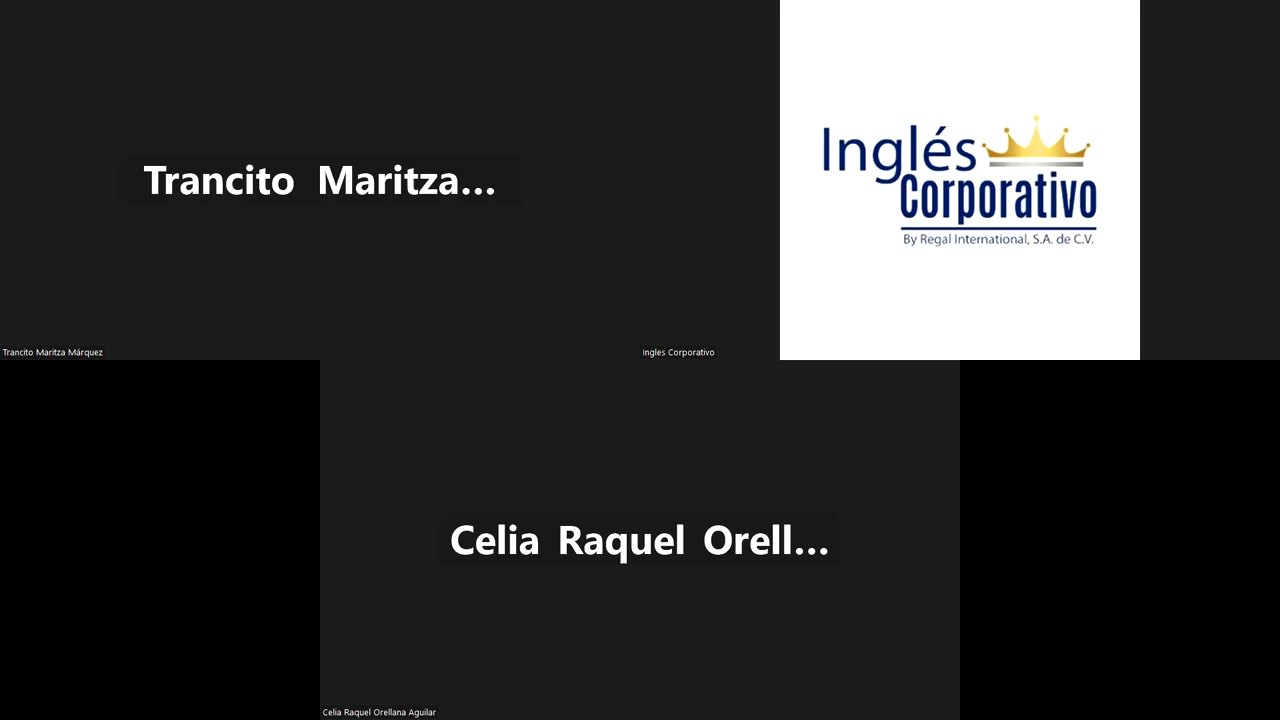 Trancito Maritza...
Trancito Maritza Márquez
Inglés
Corporativo
By Regal International, S.A. de C.V.
Ingles Corporativo
Celia Raquel Orell...
Celia Raquel Orellana Aguilar